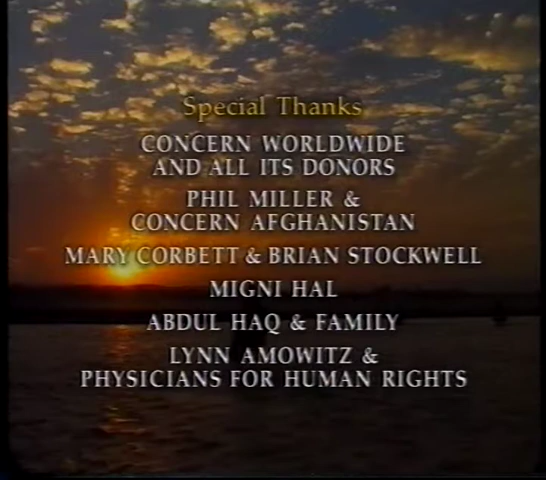 Special Thanks
CONCERN WORLDWIDE
AND ALL ITS DONORS
PHIL MILLER &
CONCERN AFGHANISTAN
MARY CORBETT & BRIAN STOCKWELL
MIGNI HAL
ABDUL HAQ & FAMILY
LYNN AMOWITZ &
PHYSICIANS FOR HUMAN RIGHTS